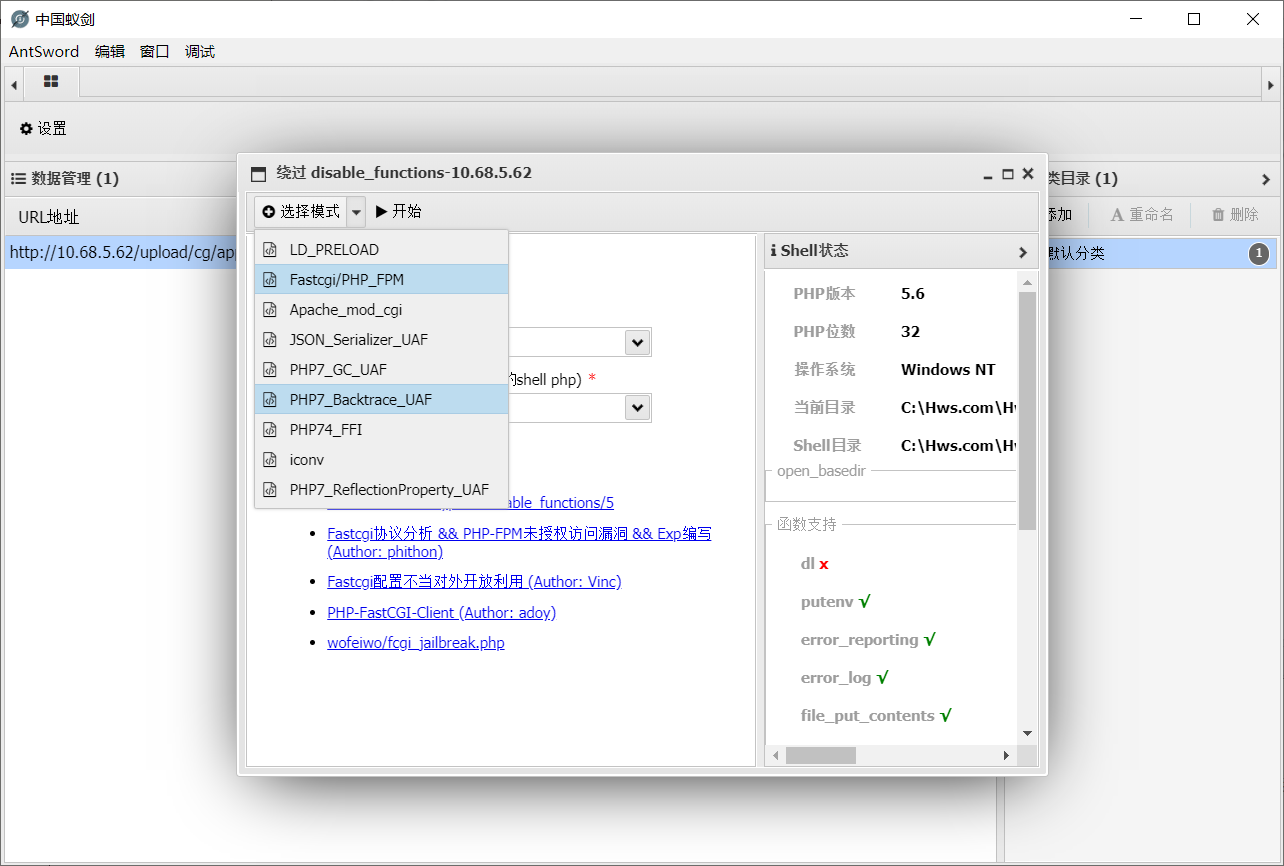 中国蚁剑
AntSword 编辑 窗口 调试
设置
数据管理 (1)
URL地址
http://10.68.5.62/upload/cg/ap
绕过 disable_functions-10.68.5.62
选择模式 开始
LD_PRELOAD
Fastcgi/PHP_FPM
Apache_mod_cgi
JSON_Serializer_UAF
PHP7_GC_UAF
PHP7_Backtrace_UAF
PHP74_FFI
iconv
PHP7_ReflectionProperty_UAF
shell php) *
able_functions/5
Fastcgi协议分析 && PHP-FPM未授权访问漏洞 && Exp编写
(Author: phithon)
Fastcgi配置不当对外开放利用 (Author: Vinc)
PHP-FastCGI-Client (Author: adoy)
wofeiwo/fcgi_jailbreak.php
Shell状态
PHP版本 5.6
PHP位数 32
操作系统 Windows NT
当前目录 C:\Hws.com\H
Shell目录 C:\Hws.com\H
open_basedir
函数支持
dl x
putenv √
error_reporting √
error_log √
file_put_contents √
类目录 (1)
添加 重命名 删除
默认分类 1